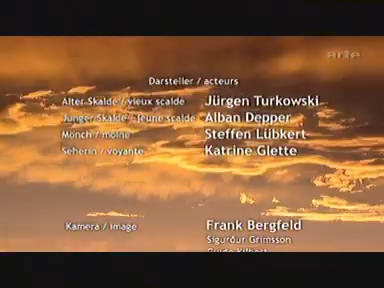 arte
Darsteller / acteurs
Alter Skalde / vieux scalde Jürgen Turkowski
Junger Skalde / jeune scalde Alban Depper
Mönch / moine Steffen Lübkert
Seherin / voyante Katrine Glette
Kamera / image Frank Bergfeld
Sigurður Grimsson